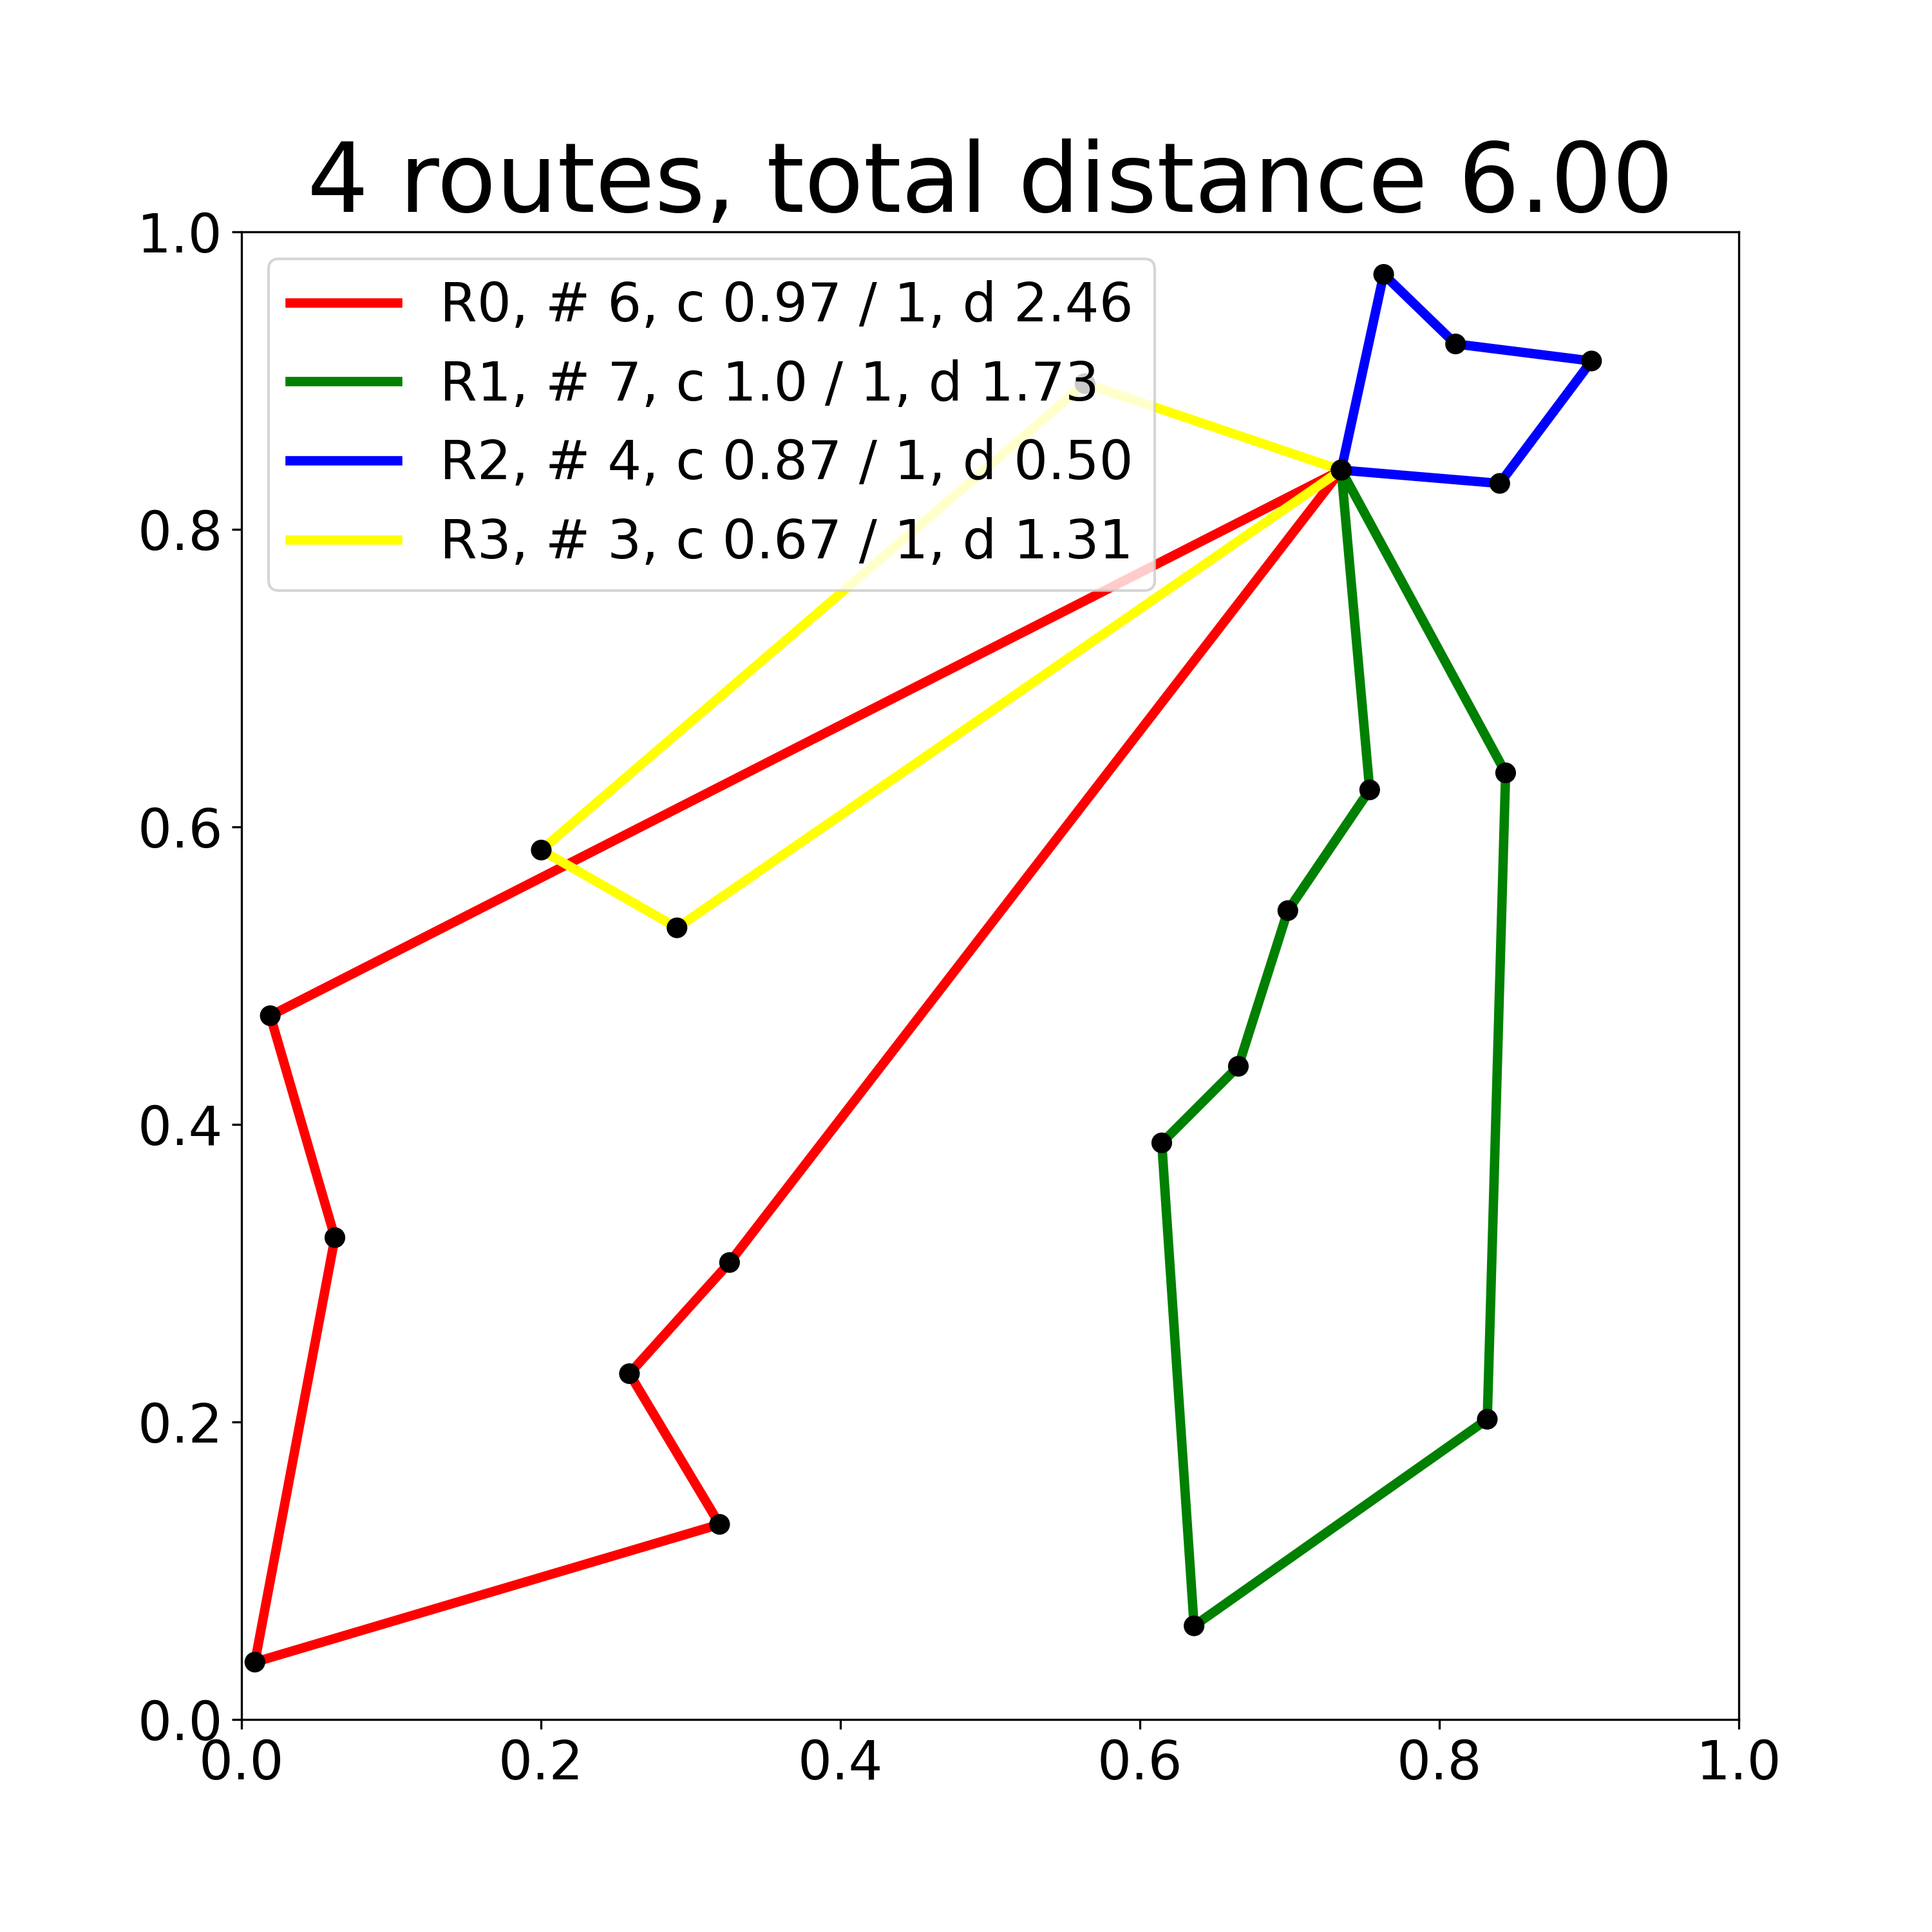 4 routes, total distance 6.00
1.0
R0, # 6, c 0.97 / 1, d 2.46
R1, # 7, c 1.0 / 1, d 1.73
R2, # 4, c 0.87 / 1, d 0.50
R3, # 3, c 0.67 / 1, d 1.31
0.8
0.6
0.4
0.2
0.0
0.0 0.2 0.4 0.6 0.8 1.0